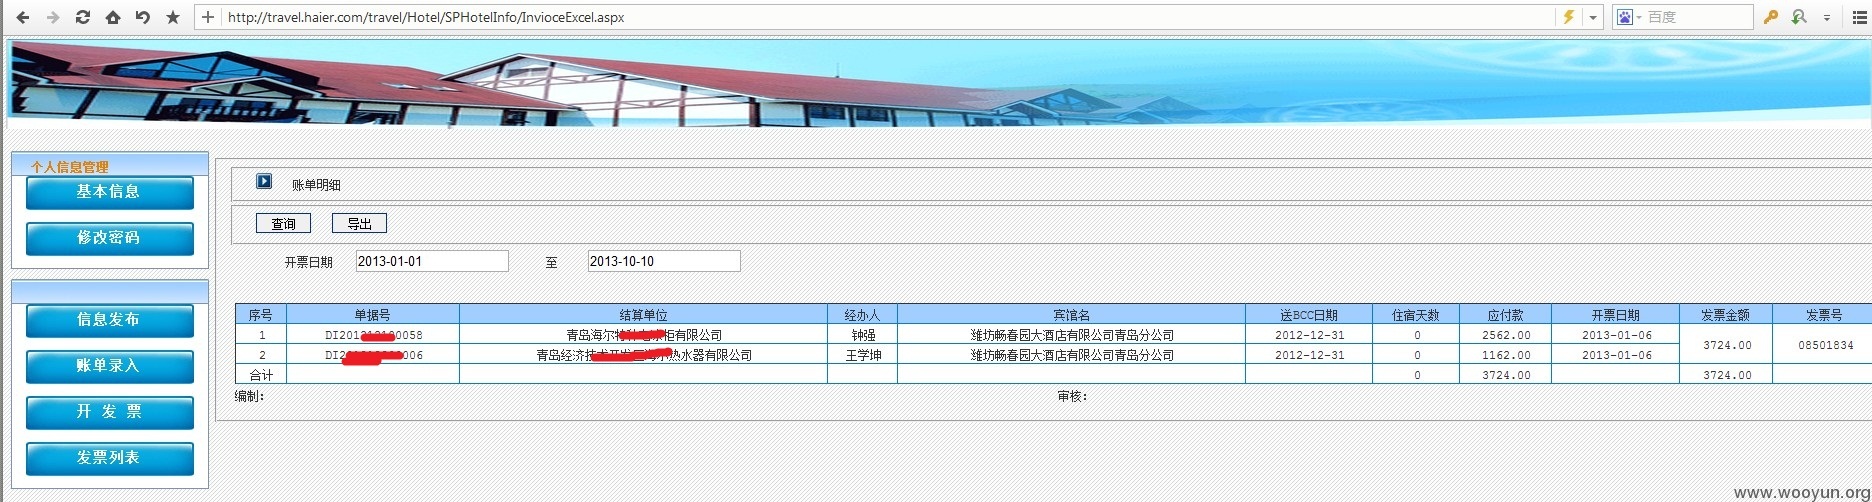 http://travel.haier.com/travel/Hotel/SPHotelInfo/InvioceExcel.aspx
百度
个人信息管理
基本信息
修改密码
信息发布
账单录入
开 发 票
发票列表
账单明细
查询 导出
开票日期 2013-01-01 至 2013-10-10
序号 单据号 结算单位 经办人 宾馆名 送BCC日期 住宿天数 应付款 开票日期 发票金额 发票号
1 DI201 0058 青岛海尔 柜有限公司 钟强 潍坊畅春园大酒店有限公司青岛分公司 2012-12-31 0 2562.00 2013-01-06 3724.00 08501834
2 DI2 006 青岛经济技 热水器有限公司 王学坤 潍坊畅春园大酒店有限公司青岛分公司 2012-12-31 0 1162.00 2013-01-06
合计 0 3724.00 3724.00
编制: 审核:
www.wooyun.org